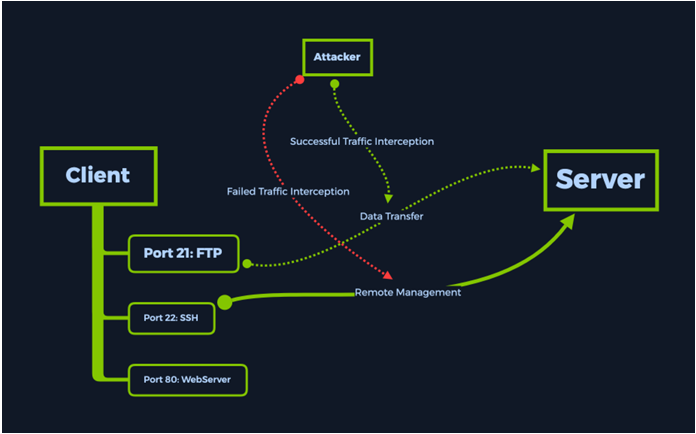 Attacker
Successful Traffic Interception
Client
Server
Failed Traffic Interception
Data Transfer
Port 21: FTP
Remote Management
Port 22: SSH
Port 80: WebServer